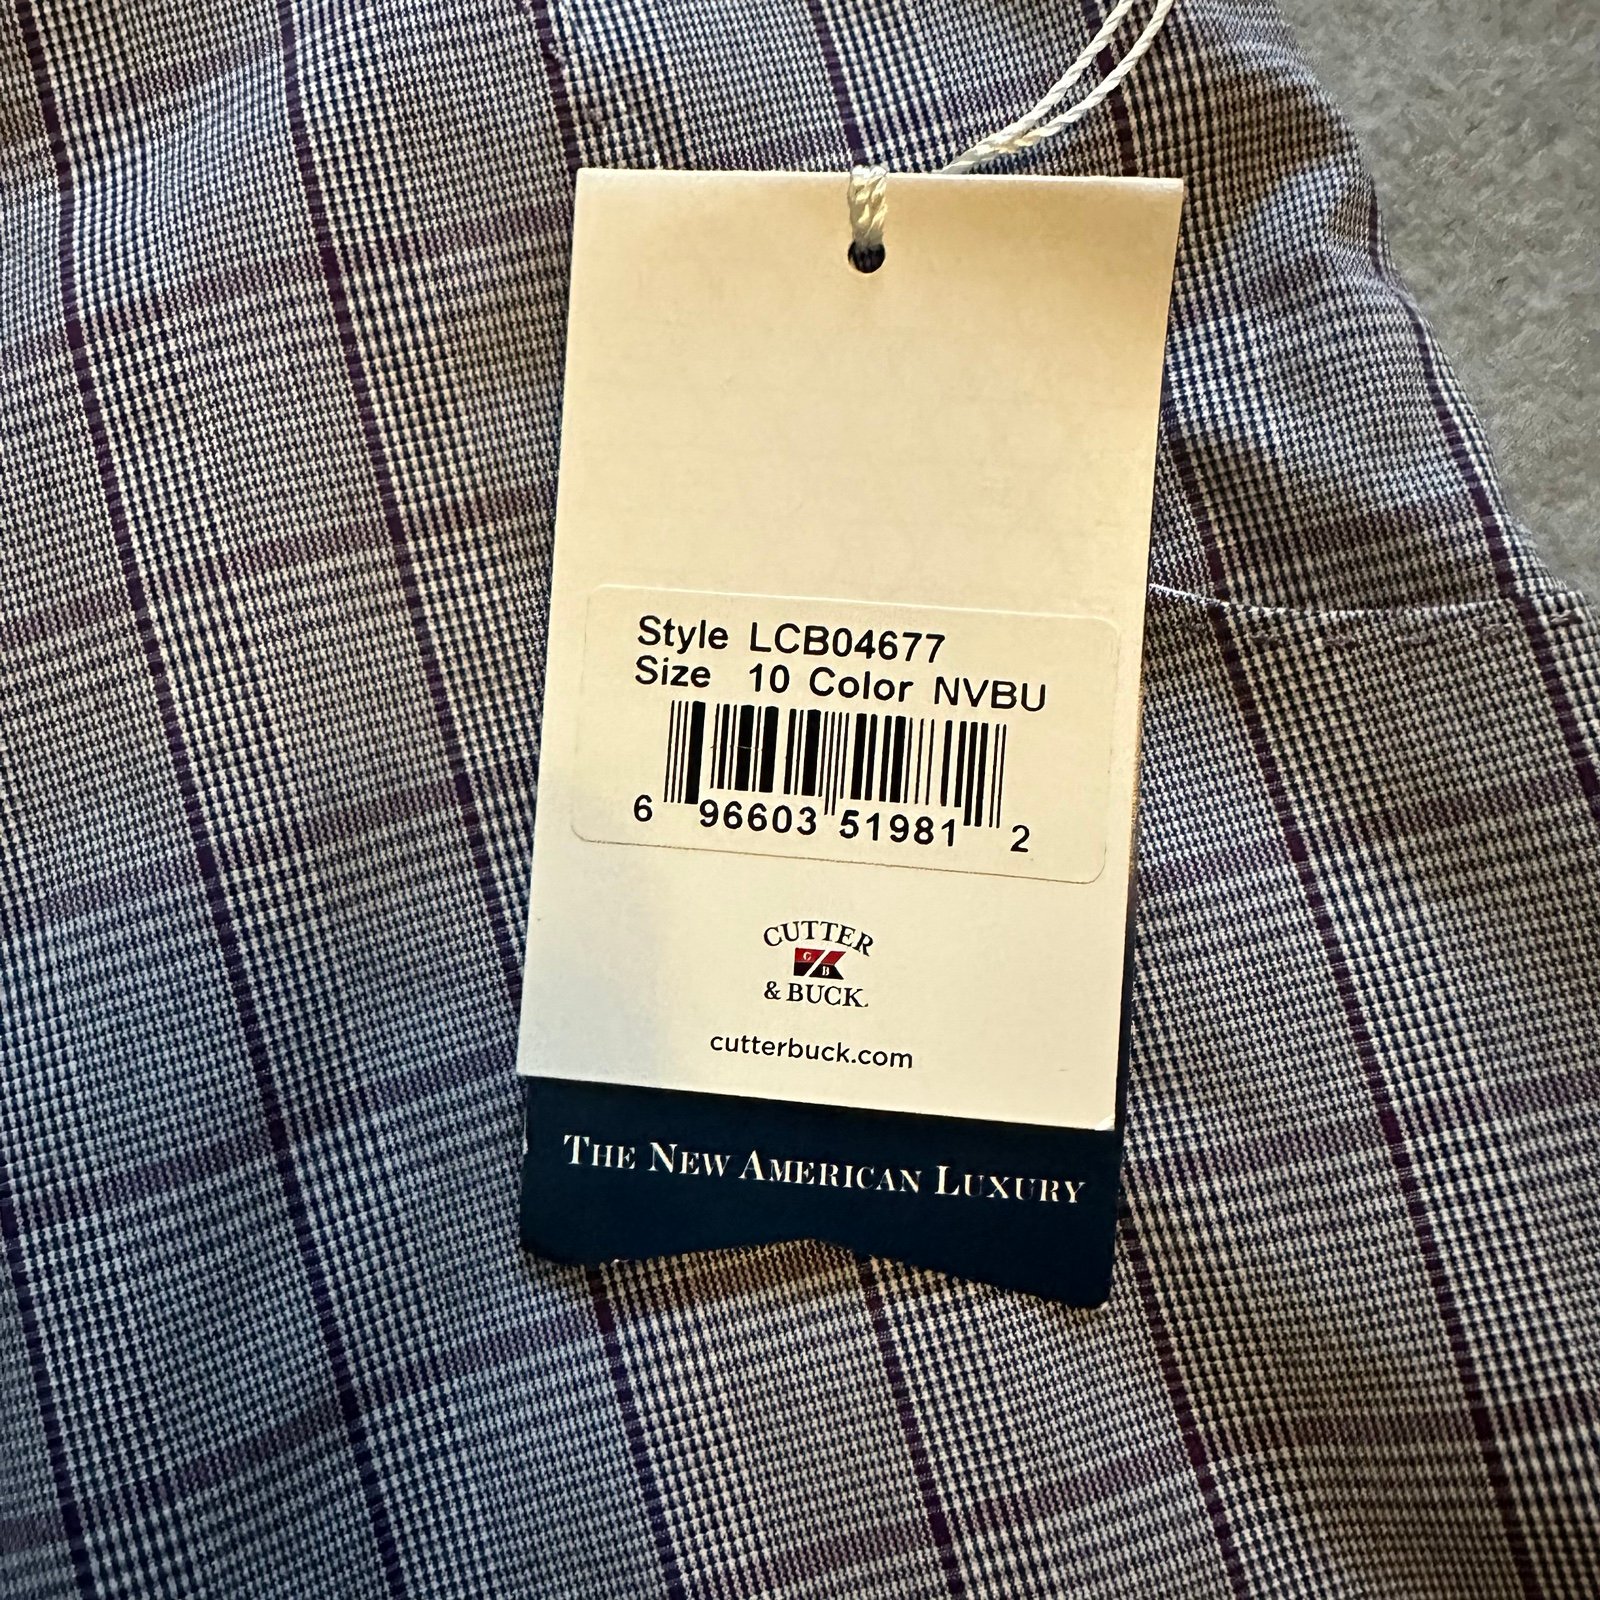 Style LCB04677
Size 10 Color NVBU
6 96603 51981 2
CUTTER
C B
& BUCK
cutterbuck.com
THE NEW AMERICAN LUXURY